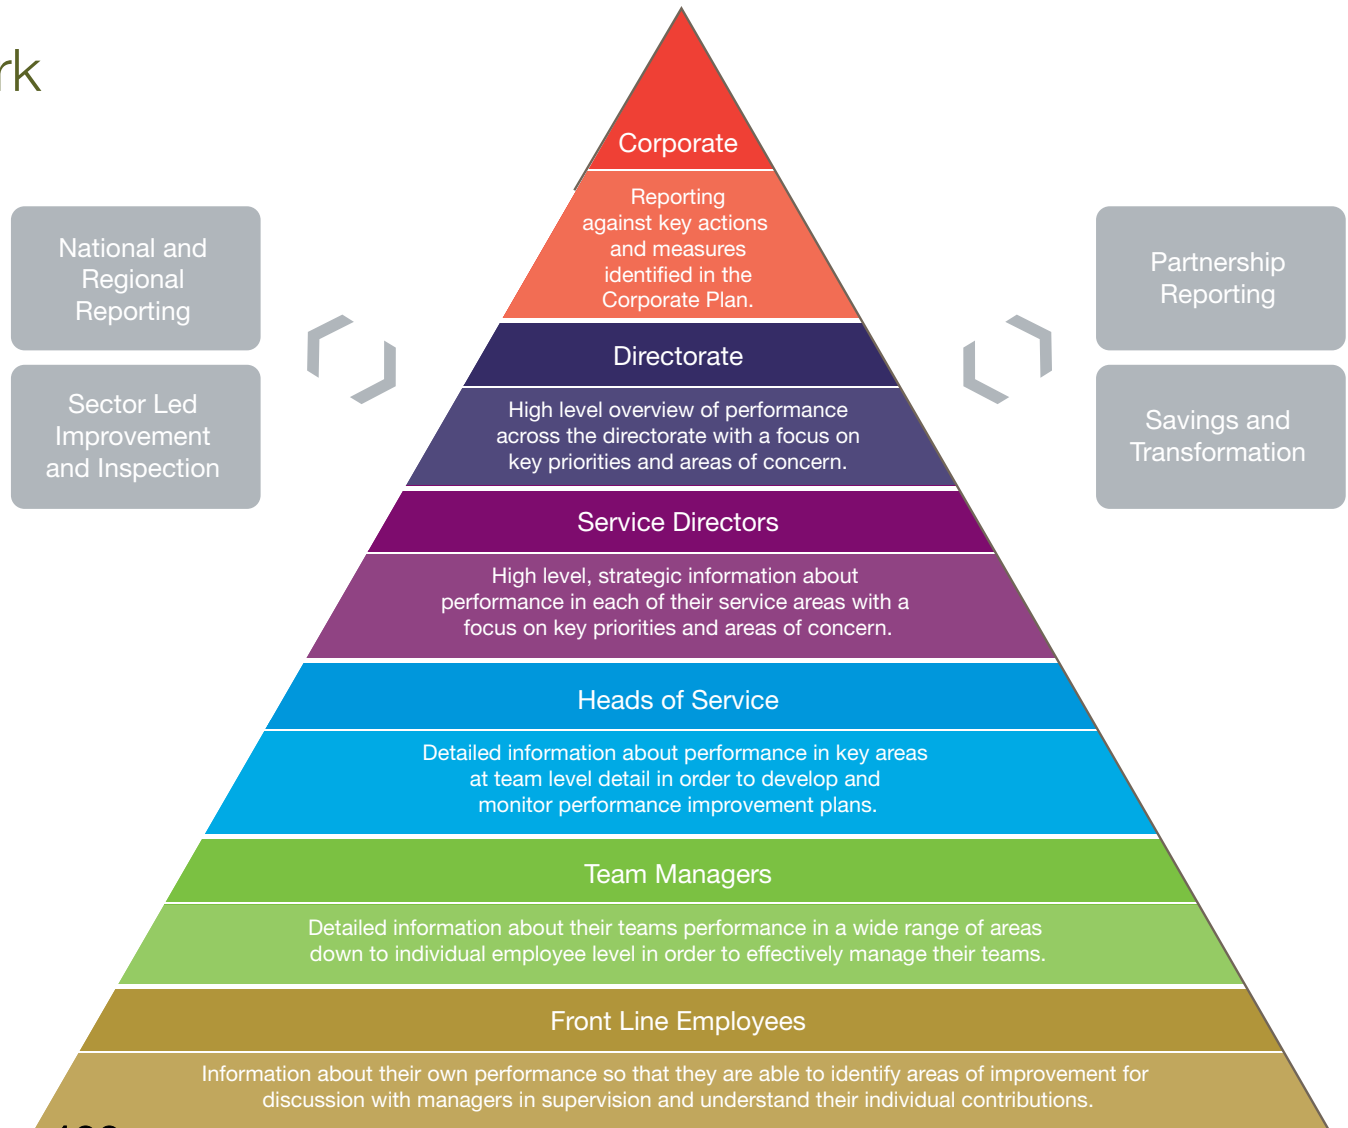 rk
Corporate
Reporting
against key actions
and measures
identified in the
Corporate Plan.
National and
Regional
Reporting
Sector Led
Improvement
and Inspection
Partnership
Reporting
Savings and
Transformation
Directorate
High level overview of performance
across the directorate with a focus on
key priorities and areas of concern.
Service Directors
High level, strategic information about
performance in each of their service areas with a
focus on key priorities and areas of concern.
Heads of Service
Detailed information about performance in key areas
at team level detail in order to develop and
monitor performance improvement plans.
Team Managers
Detailed information about their teams performance in a wide range of areas
down to individual employee level in order to effectively manage their teams.
Front Line Employees
Information about their own performance so that they are able to identify areas of improvement for
discussion with managers in supervision and understand their individual contributions.